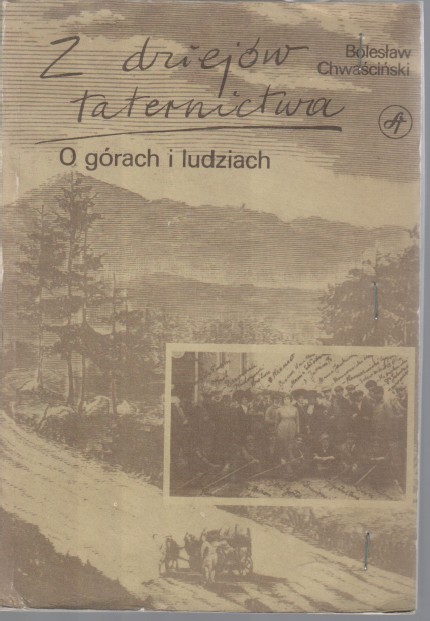 Z dziejów
taternictwa
Bolesław
Chwaściński
O górach i ludziach